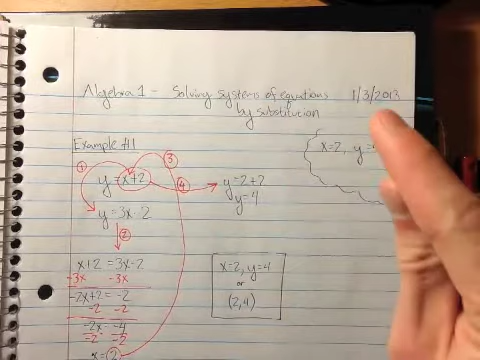 Algebra 1 - Solving systems of equations 1/3/2013
by substitution
Example #1
① ③
y = x+2 ④ y=2+2
y=4
x=2, y=
y = 3x-2
②
x+2 = 3x-2
-3x -3x
-2x+2 = -2
-2 -2
-2x = -4
-2 -2
x = 2
x=2, y=4
or
(2,4)